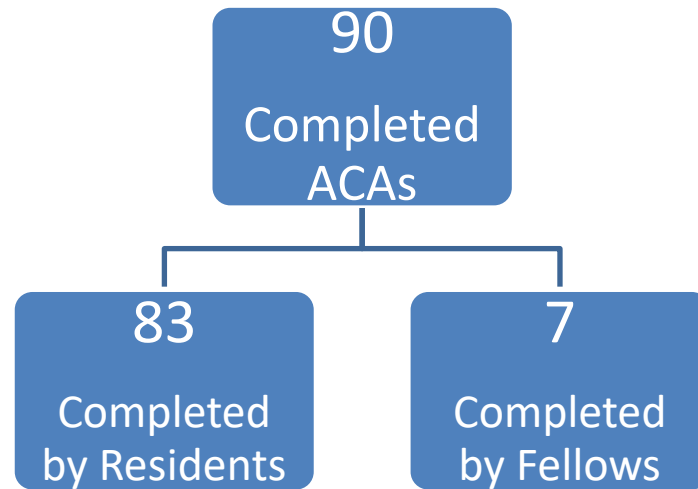 90
Completed
ACAs
83
Completed
by Residents
7
Completed
by Fellows